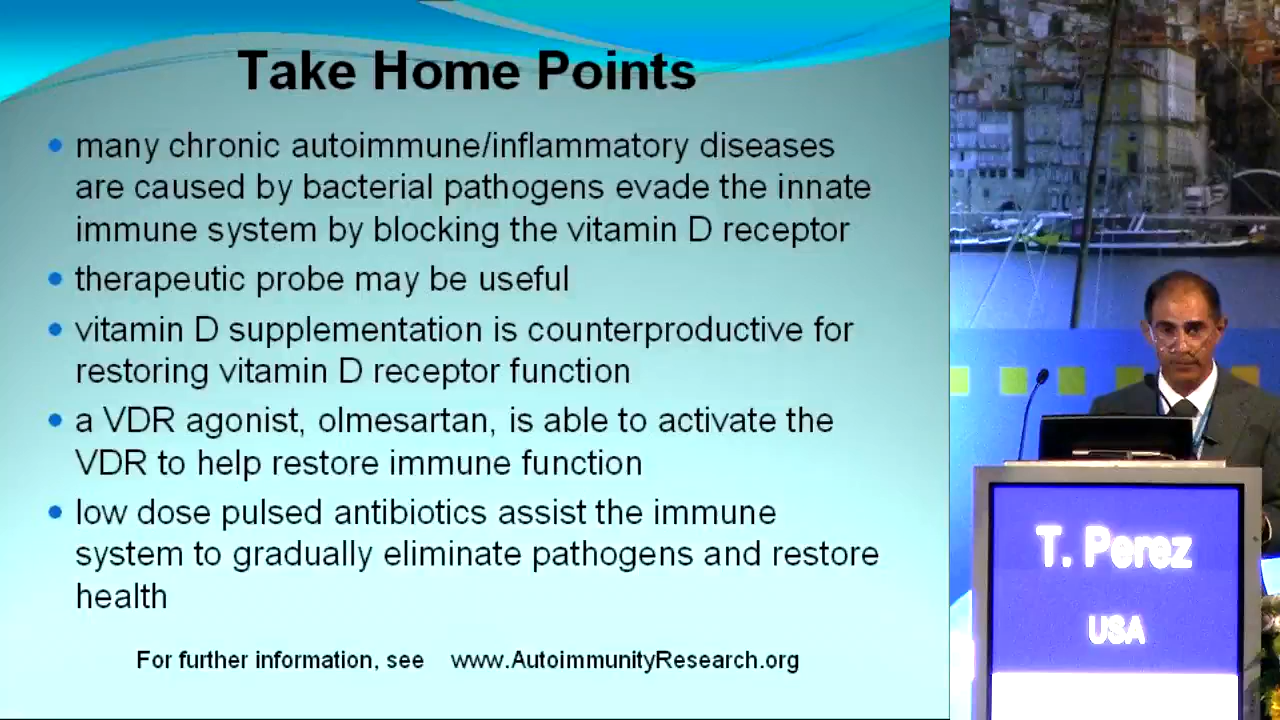 Take Home Points
many chronic autoimmune/inflammatory diseases
are caused by bacterial pathogens evade the innate
immune system by blocking the vitamin D receptor
therapeutic probe may be useful
vitamin D supplementation is counterproductive for
restoring vitamin D receptor function
a VDR agonist, olmesartan, is able to activate the
VDR to help restore immune function
low dose pulsed antibiotics assist the immune
system to gradually eliminate pathogens and restore
health
For further information, see www.AutoimmunityResearch.org
T. Perez
USA